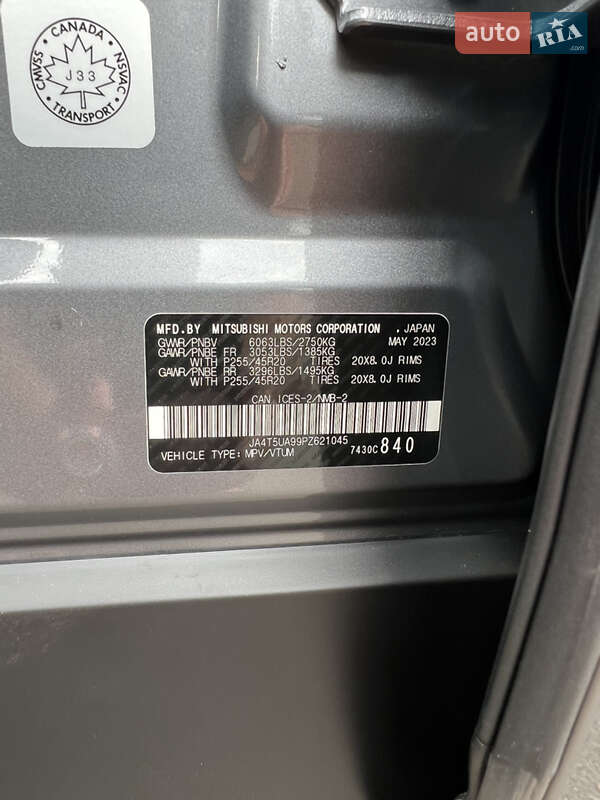 CANADA
CMVSS
NSVAC
J33
TRANSPORT
auto RIA.com
MFD.BY MITSUBISHI MOTORS CORPORATION , JAPAN
GVWR/PNBV 6063LBS/2750KG MAY 2023
GAWR/PNBE FR 3053LBS/1385KG
WITH P255/45R20 TIRES 20X8.0J RIMS
GAWR/PNBE RR 3296LBS/1495KG
WITH P255/45R20 TIRES 20X8.0J RIMS
CAN ICES-2/NMB-2
JA4T5UA99PZ621045
VEHICLE TYPE: MPV/VTUM 7430C 840